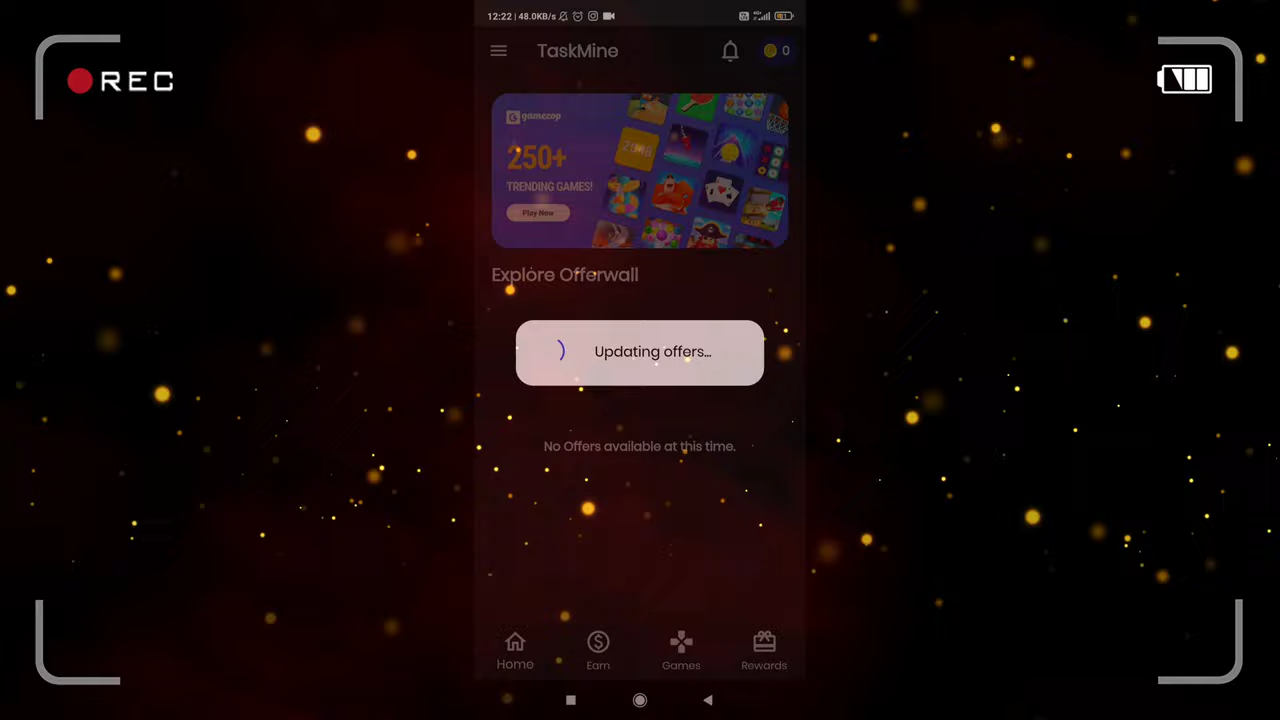 12:22 | 48.0KB/s
REC
TaskMine
0
gamezop
250+
TRENDING GAMES!
Play Now
2048
Explore Offerwall
Updating offers...
No Offers available at this time.
Home
Earn
Games
Rewards